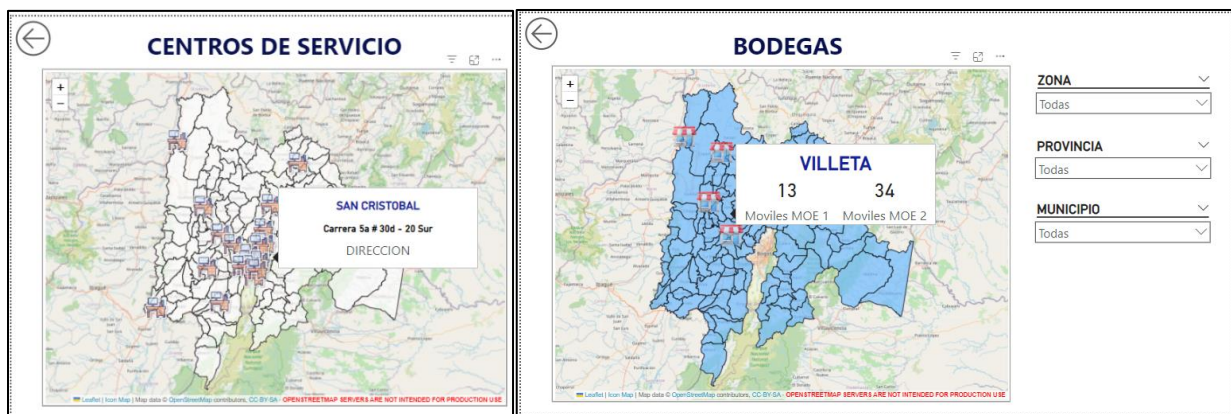 CENTROS DE SERVICIO
+
−
SAN CRISTOBAL
Carrera 5a # 30d - 20 Sur
DIRECCION
Leaflet | Icon Map | Map data © OpenStreetMap contributors, CC-BY-SA - OPENSTREETMAP SERVERS ARE NOT INTENDED FOR PRODUCTION USE
BODEGAS
+
−
VILLETA
13 34
Moviles MOE 1 Moviles MOE 2
Leaflet | Icon Map | Map data © OpenStreetMap contributors, CC-BY-SA - OPENSTREETMAP SERVERS ARE NOT INTENDED FOR PRODUCTION USE
ZONA
Todas
PROVINCIA
Todas
MUNICIPIO
Todas